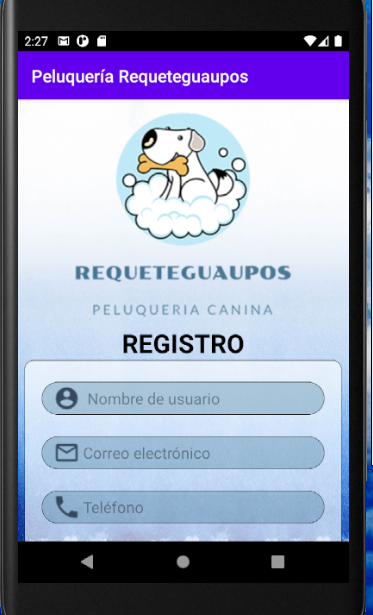 2:27
Peluquería Requeteguaupos
REQUETEGUAUPOS
PELUQUERIA CANINA
REGISTRO
Nombre de usuario
Correo electrónico
Teléfono